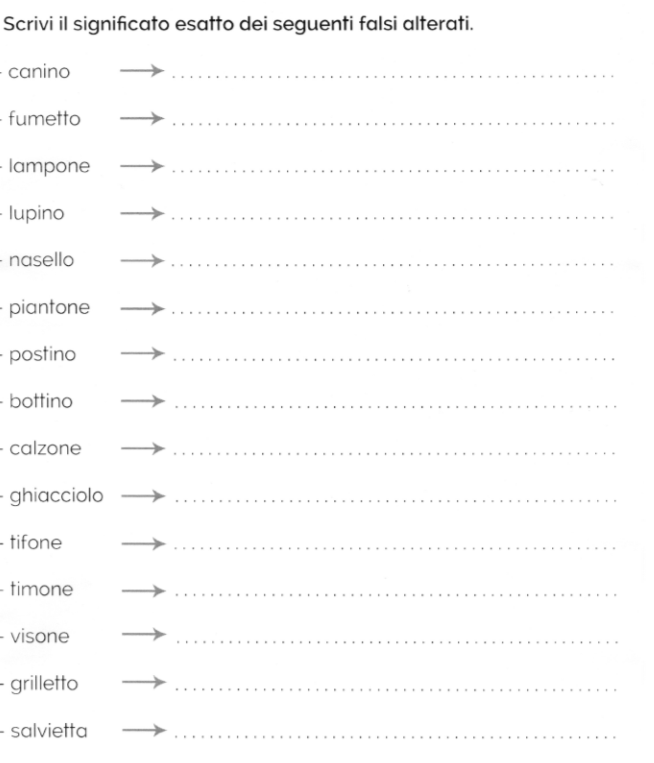 Scrivi il significato esatto dei seguenti falsi alterati.
- canino → ........................
- fumetto → ........................
- lampone → ........................
- lupino → ........................
- nasello → ........................
- piantone → ........................
- postino → ........................
- bottino → ........................
- calzone → ........................
- ghiacciolo → ........................
- tifone → ........................
- timone → ........................
- visone → ........................
- grilletto → ........................
- salvietta → ........................